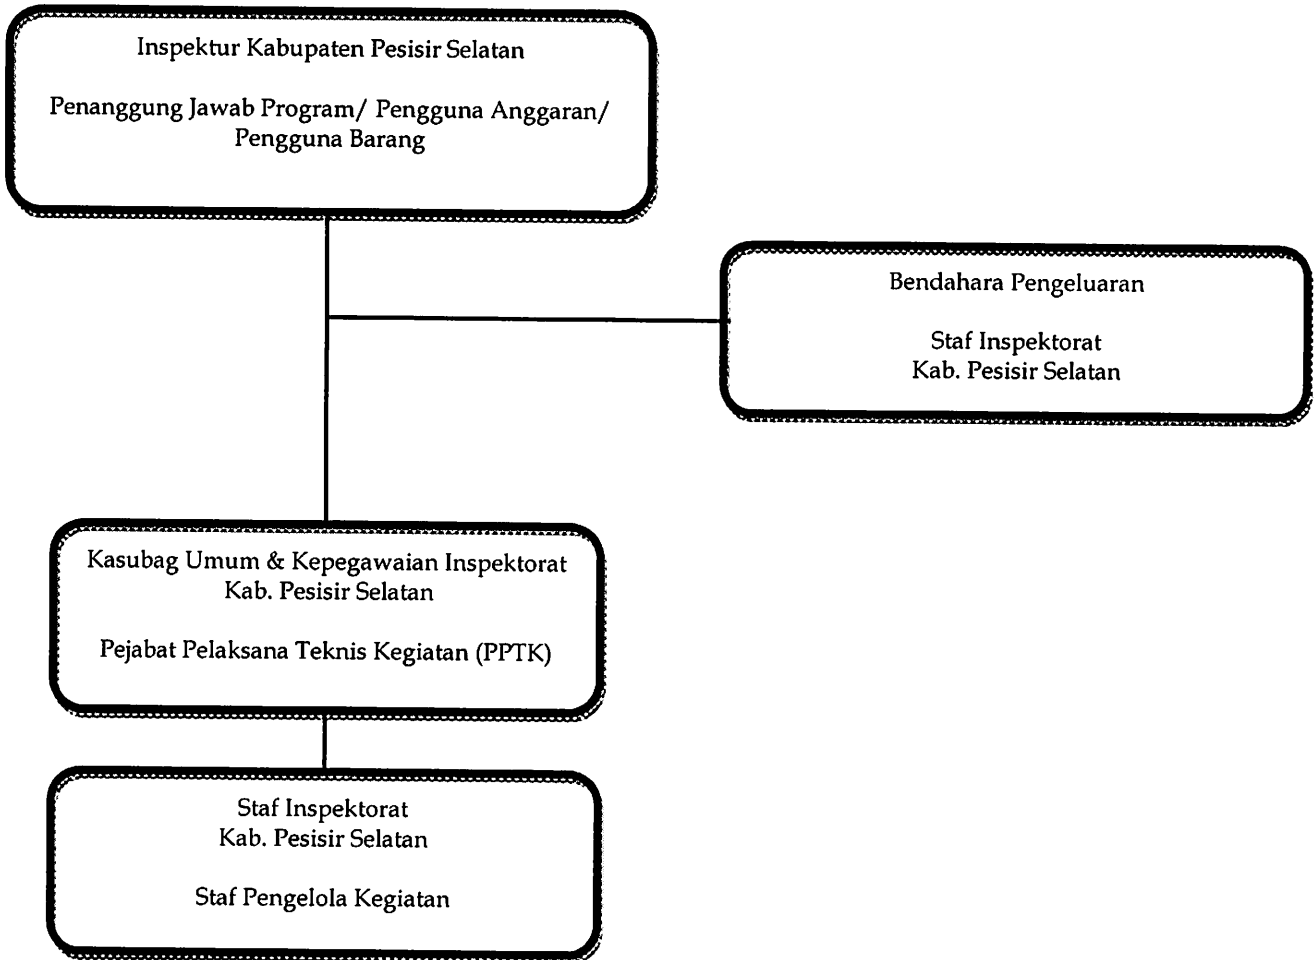 Inspektur Kabupaten Pesisir Selatan
Penanggung Jawab Program/ Pengguna Anggaran/
Pengguna Barang
Bendahara Pengeluaran
Staf Inspektorat
Kab. Pesisir Selatan
Kasubag Umum & Kepegawaian Inspektorat
Kab. Pesisir Selatan
Pejabat Pelaksana Teknis Kegiatan (PPTK)
Staf Inspektorat
Kab. Pesisir Selatan
Staf Pengelola Kegiatan